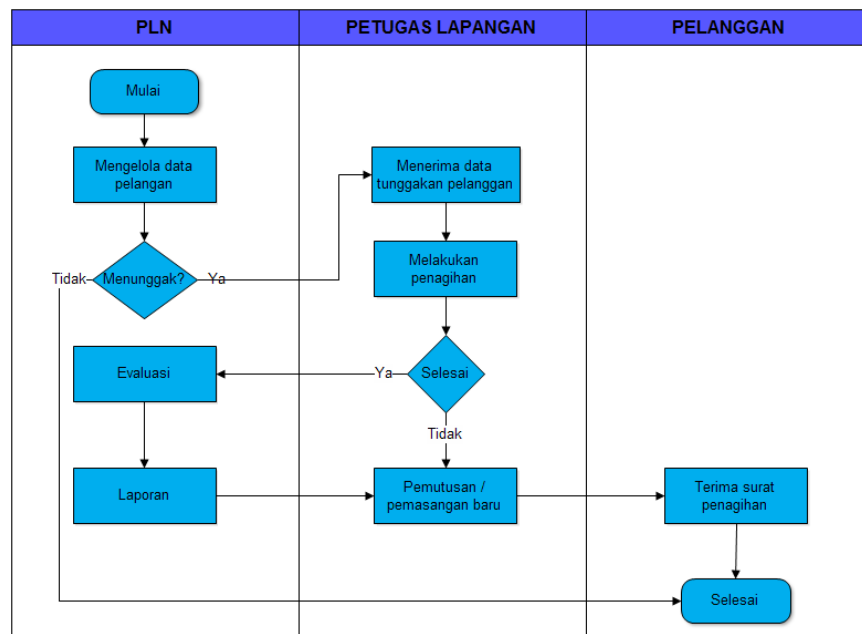 PLN
PETUGAS LAPANGAN
PELANGGAN
Mulai
Mengelola data
pelangan
Menerima data
tunggakan pelanggan
Tidak
Menunggak?
Ya
Melakukan
penagihan
Evaluasi
Ya
Selesai
Tidak
Laporan
Pemutusan /
pemasangan baru
Terima surat
penagihan
Selesai